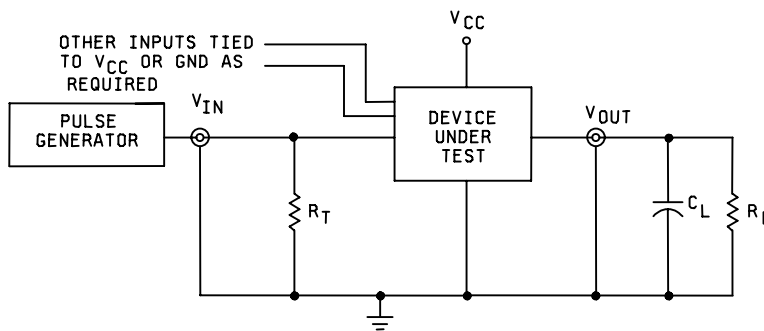 OTHER INPUTS TIED
TO VCC OR GND AS
REQUIRED
VCC
PULSE
GENERATOR
VIN
DEVICE
UNDER
TEST
VOUT
RT
CL
R